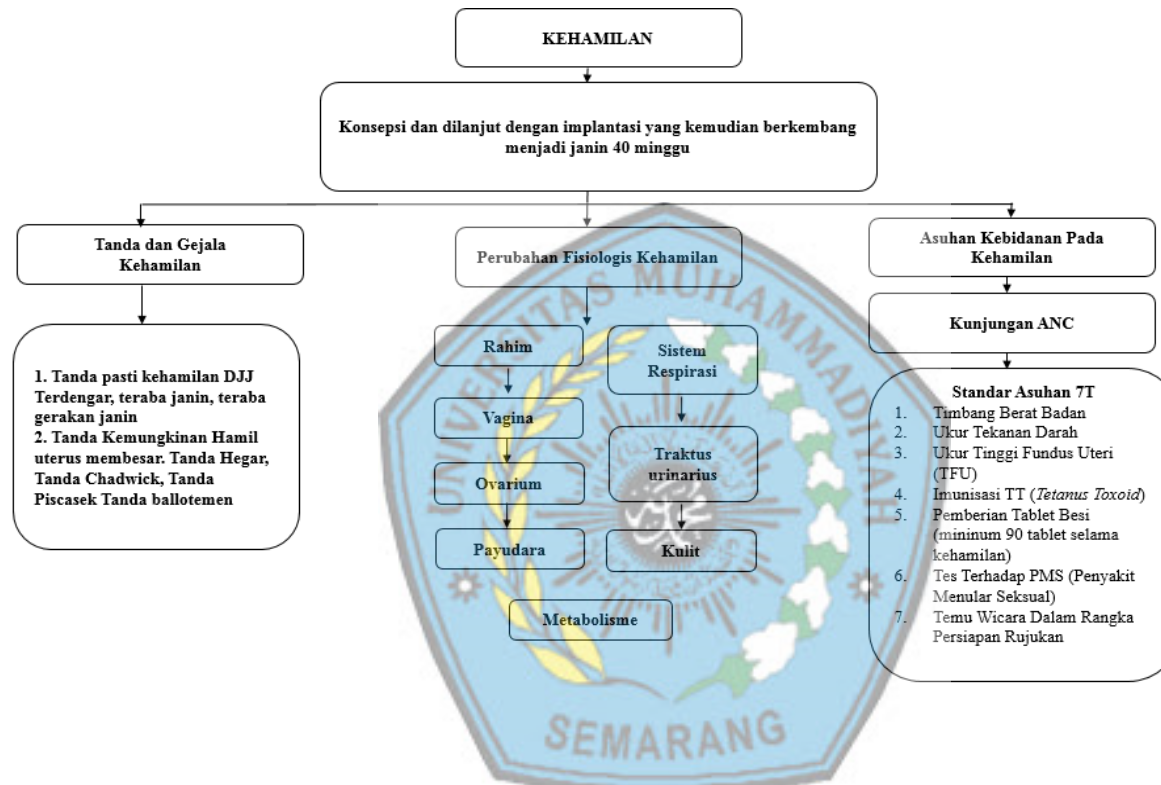 KEHAMILAN
Konsepsi dan dilanjut dengan implantasi yang kemudian berkembang
menjadi janin 40 minggu
Tanda dan Gejala
Kehamilan
1. Tanda pasti kehamilan DJJ
Terdengar, teraba janin, teraba
gerakan janin
2. Tanda Kemungkinan Hamil
uterus membesar. Tanda Hegar,
Tanda Chadwick, Tanda
Piscasek Tanda ballotemen
Perubahan Fisiologis Kehamilan
Rahim
Vagina
Ovarium
Payudara
Sistem
Respirasi
Traktus
urinarius
Kulit
Metabolisme
Asuhan Kebidanan Pada
Kehamilan
Kunjungan ANC
Standar Asuhan 7T
1. Timbang Berat Badan
2. Ukur Tekanan Darah
3. Ukur Tinggi Fundus Uteri
(TFU)
4. Imunisasi TT (Tetanus Toxoid)
5. Pemberian Tablet Besi
(mininum 90 tablet selama
kehamilan)
6. Tes Terhadap PMS (Penyakit
Menular Seksual)
7. Temu Wicara Dalam Rangka
Persiapan Rujukan
UNIVERSITAS MUHAMMADIYAH
SEMARANG